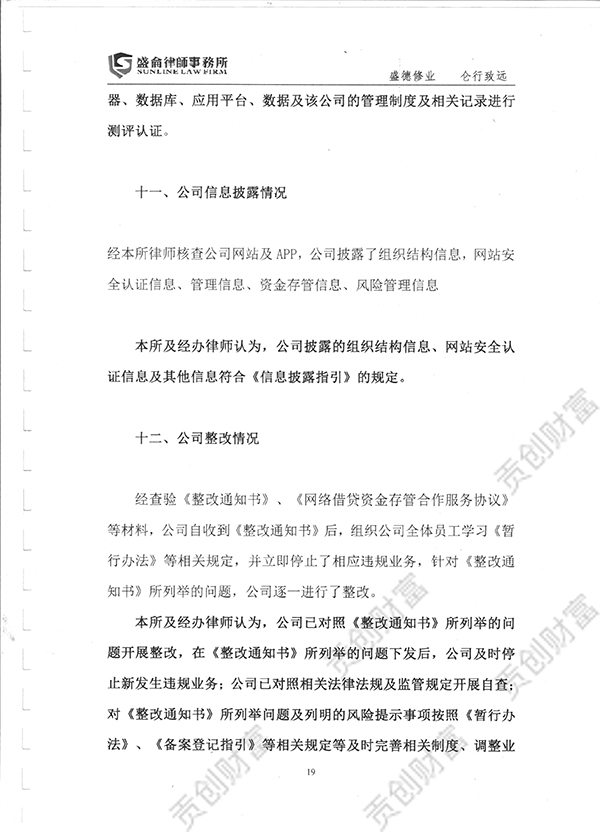 盛侖律師事務所
SUNLINE LAW FIRM
盛德修业 仑行致远
器、数据库、应用平台、数据及该公司的管理制度及相关记录进行
测评认证。
十一、公司信息披露情况
经本所律师核查公司网站及 APP，公司披露了组织结构信息，网站安
全认证信息、管理信息、资金存管信息、风险管理信息
本所及经办律师认为，公司披露的组织结构信息、网站安全认
证信息及其他信息符合《信息披露指引》的规定。
十二、公司整改情况
经查验《整改通知书》、《网络借贷资金存管合作服务协议》
等材料，公司自收到《整改通知书》后，组织公司全体员工学习《暂
行办法》等相关规定，并立即停止了相应违规业务，针对《整改通
知书》所列举的问题，公司逐一进行了整改。
本所及经办律师认为，公司已对照《整改通知书》所列举的问
题开展整改，在《整改通知书》所列举的问题下发后，公司及时停
止新发生违规业务；公司已对照相关法律法规及监管规定开展自查；
对《整改通知书》所列举问题及列明的风险提示事项按照《暂行办
法》、《备案登记指引》等相关规定等及时完善相关制度、调整业
19
贡创财富
贡创财富
贡创财富
贡创财富